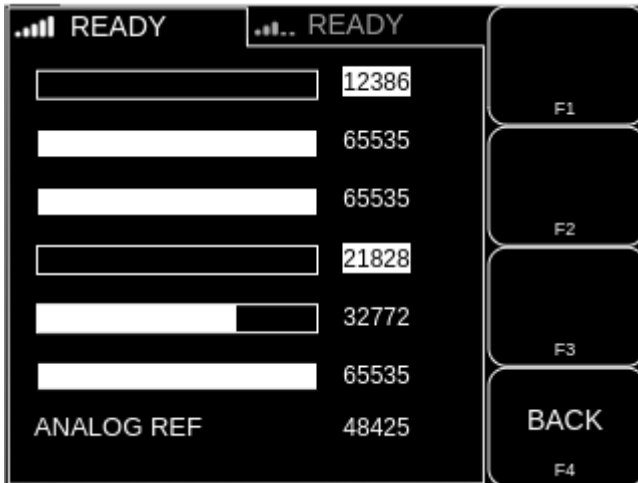 READY READY
12386
F1
65535
65535
F2
21828
32772
F3
65535
ANALOG REF 48425
BACK
F4